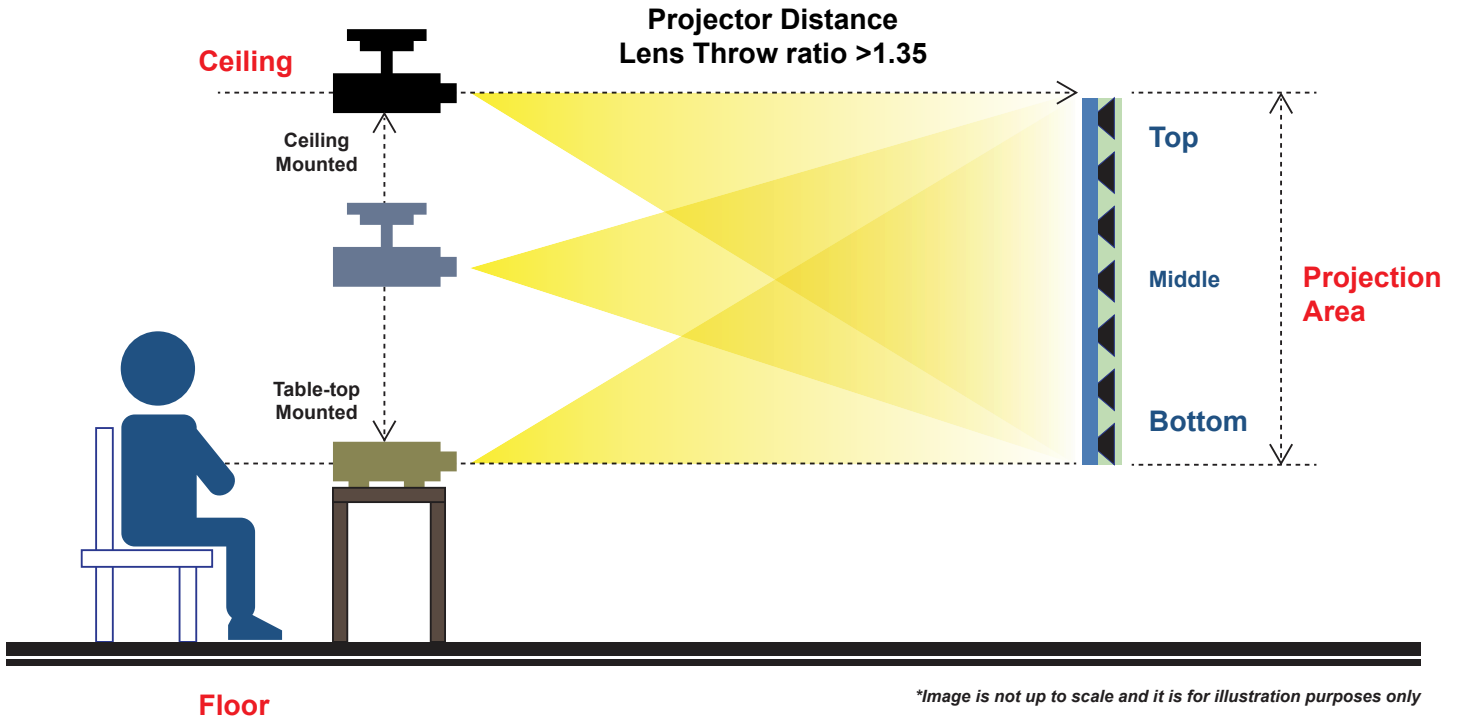 Projector Distance
Lens Throw ratio >1.35
Ceiling
Ceiling
Mounted
Top
Middle
Projection
Area
Table-top
Mounted
Bottom
Floor
*Image is not up to scale and it is for illustration purposes only